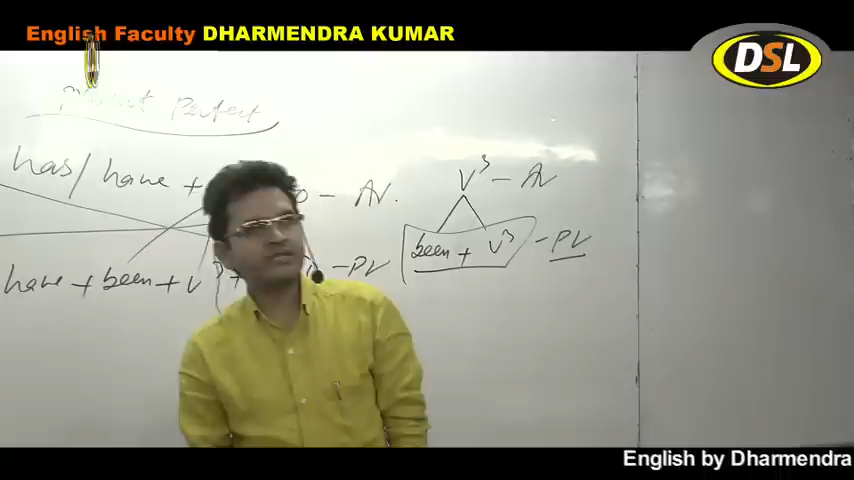 English Faculty DHARMENDRA KUMAR
DSL
Present Perfect
has/have + o - AV.
have + been + v3 + - PV
V3 - AV
been + V3 - PV
English by Dharmendra